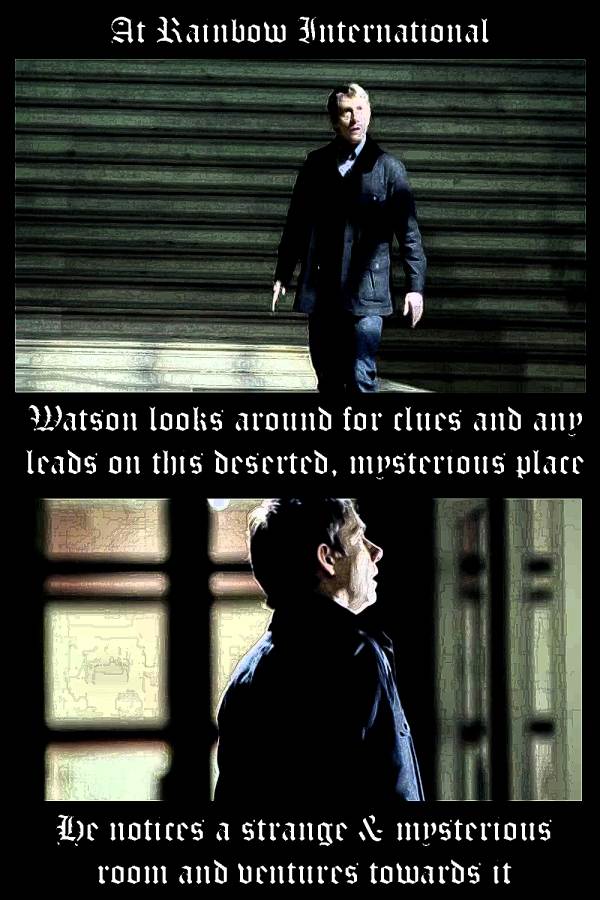 At Rainbow International
Watson looks around for clues and any
leads on this deserted, mysterious place
He notices a strange & mysterious
room and ventures towards it